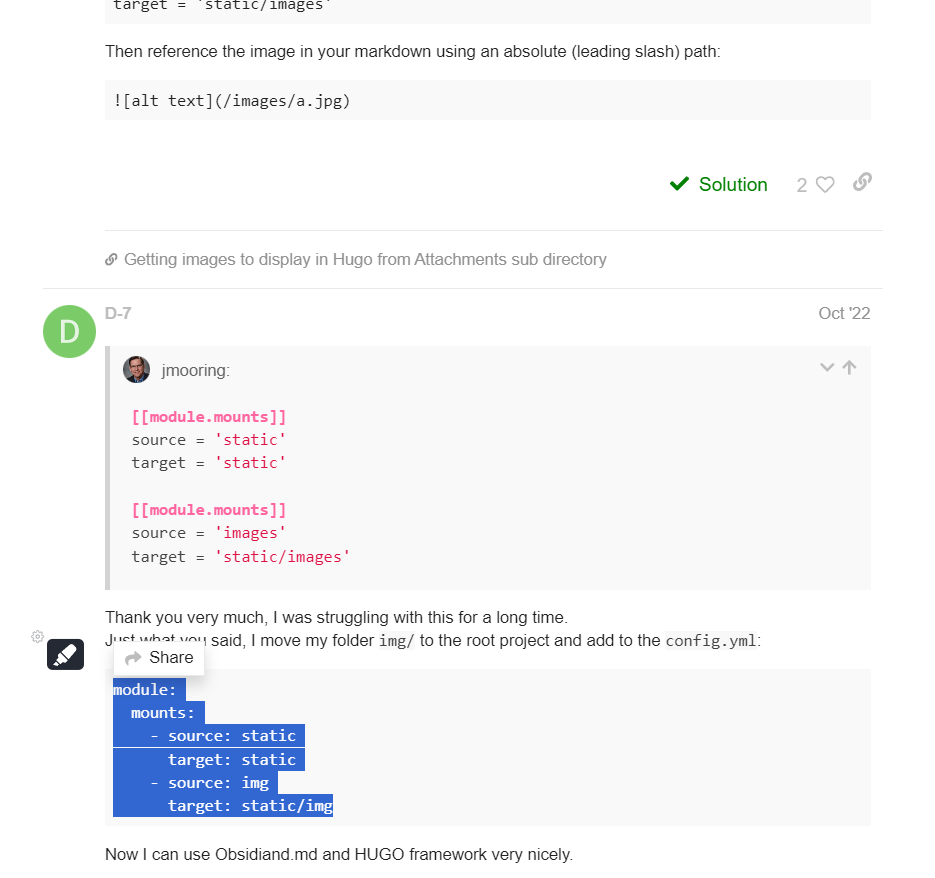 target = 'static/images'
Then reference the image in your markdown using an absolute (leading slash) path:
![alt text](/images/a.jpg)
Solution 2
Getting images to display in Hugo from Attachments sub directory
D
D-7 Oct '22
jmooring:
[[module.mounts]]
source = 'static'
target = 'static'
[[module.mounts]]
source = 'images'
target = 'static/images'
Thank you very much, I was struggling with this for a long time.
Just what you said, I move my folder img/ to the root project and add to the config.yml:
Share
module:
  mounts:
    - source: static
      target: static
    - source: img
      target: static/img
Now I can use Obsidiand.md and HUGO framework very nicely.